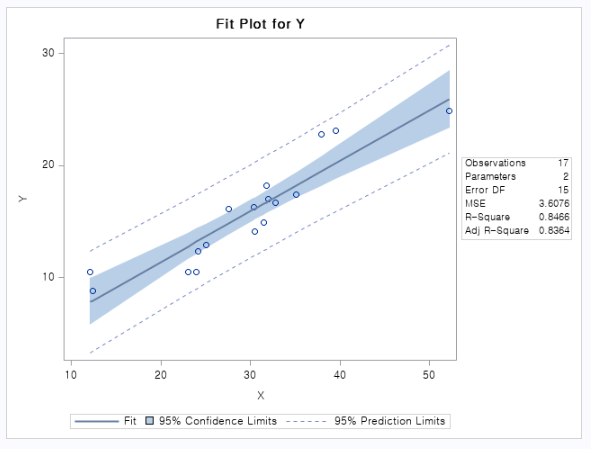 Fit Plot for Y
30
20
10
Y
10 20 30 40 50
X
Observations 17
Parameters 2
Error DF 15
MSE 3.6076
R-Square 0.8466
Adj R-Square 0.8364
Fit 95% Confidence Limits 95% Prediction Limits